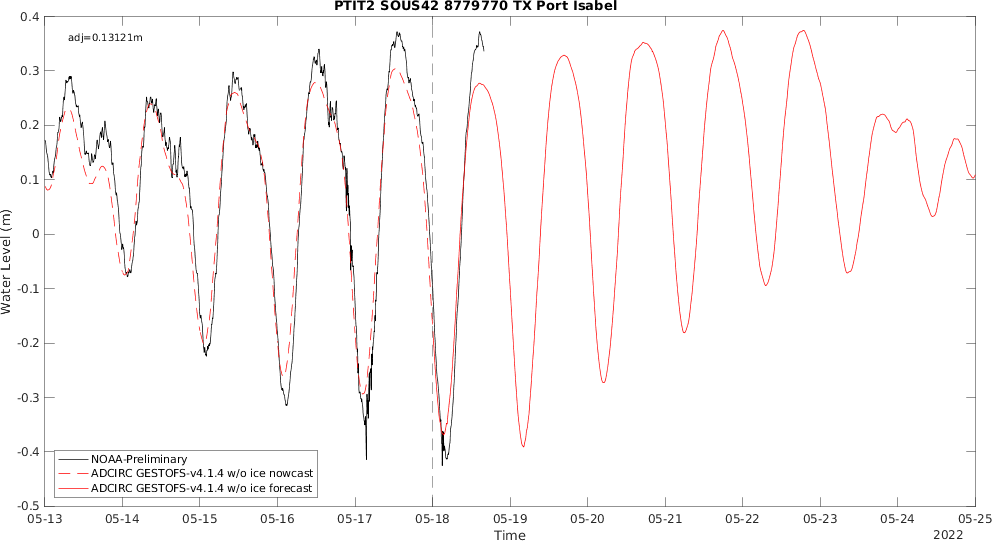 PTIT2 SOUS42 8779770 TX Port Isabel
adj=0.13121m
0.4
0.3
0.2
0.1
0
-0.1
-0.2
-0.3
-0.4
-0.5
Water Level (m)
NOAA-Preliminary
ADCIRC GESTOFS-v4.1.4 w/o ice nowcast
ADCIRC GESTOFS-v4.1.4 w/o ice forecast
05-13 05-14 05-15 05-16 05-17 05-18 05-19 05-20 05-21 05-22 05-23 05-24 05-25
Time
2022